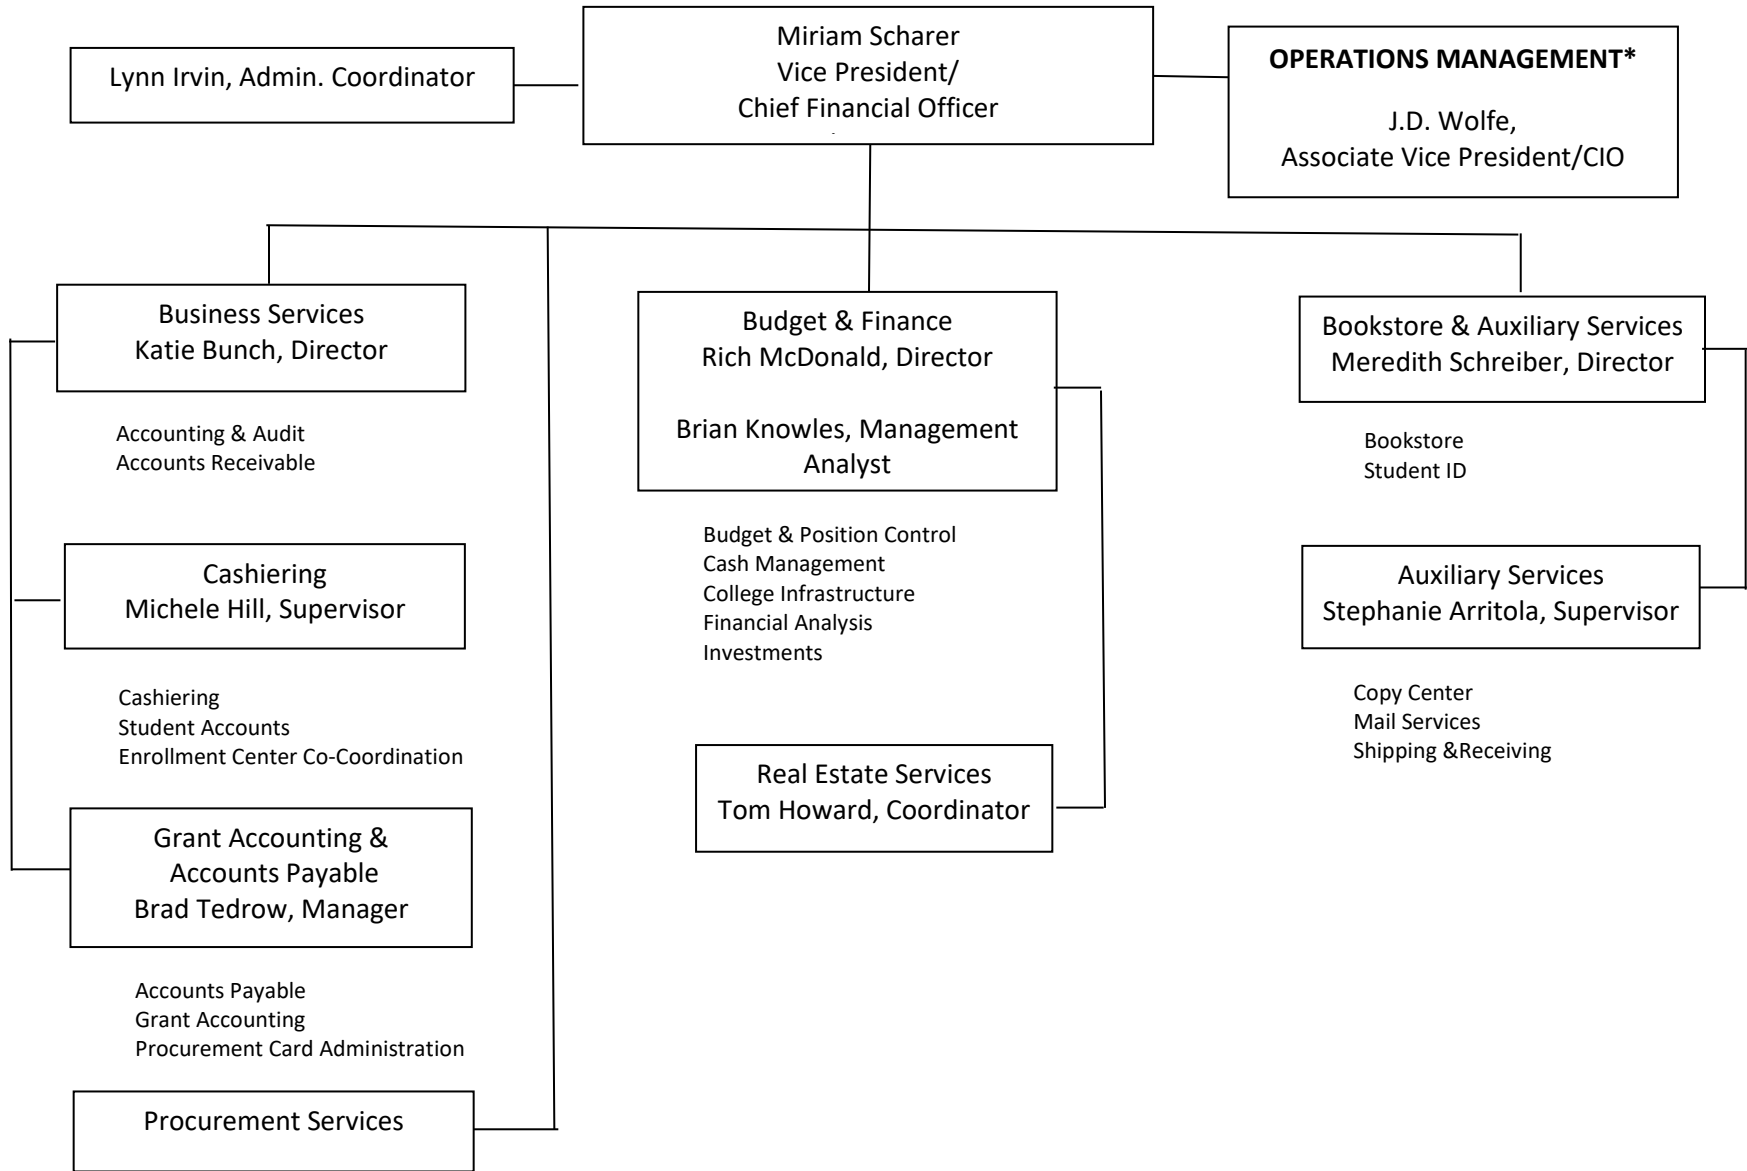 Lynn Irvin, Admin. Coordinator
Miriam Scharer
Vice President/
Chief Financial Officer
OPERATIONS MANAGEMENT*
J.D. Wolfe,
Associate Vice President/CIO
Business Services
Katie Bunch, Director
Accounting & Audit
Accounts Receivable
Cashiering
Michele Hill, Supervisor
Cashiering
Student Accounts
Enrollment Center Co-Coordination
Grant Accounting &
Accounts Payable
Brad Tedrow, Manager
Accounts Payable
Grant Accounting
Procurement Card Administration
Procurement Services
Budget & Finance
Rich McDonald, Director
Brian Knowles, Management
Analyst
Budget & Position Control
Cash Management
College Infrastructure
Financial Analysis
Investments
Real Estate Services
Tom Howard, Coordinator
Bookstore & Auxiliary Services
Meredith Schreiber, Director
Bookstore
Student ID
Auxiliary Services
Stephanie Arritola, Supervisor
Copy Center
Mail Services
Shipping &Receiving